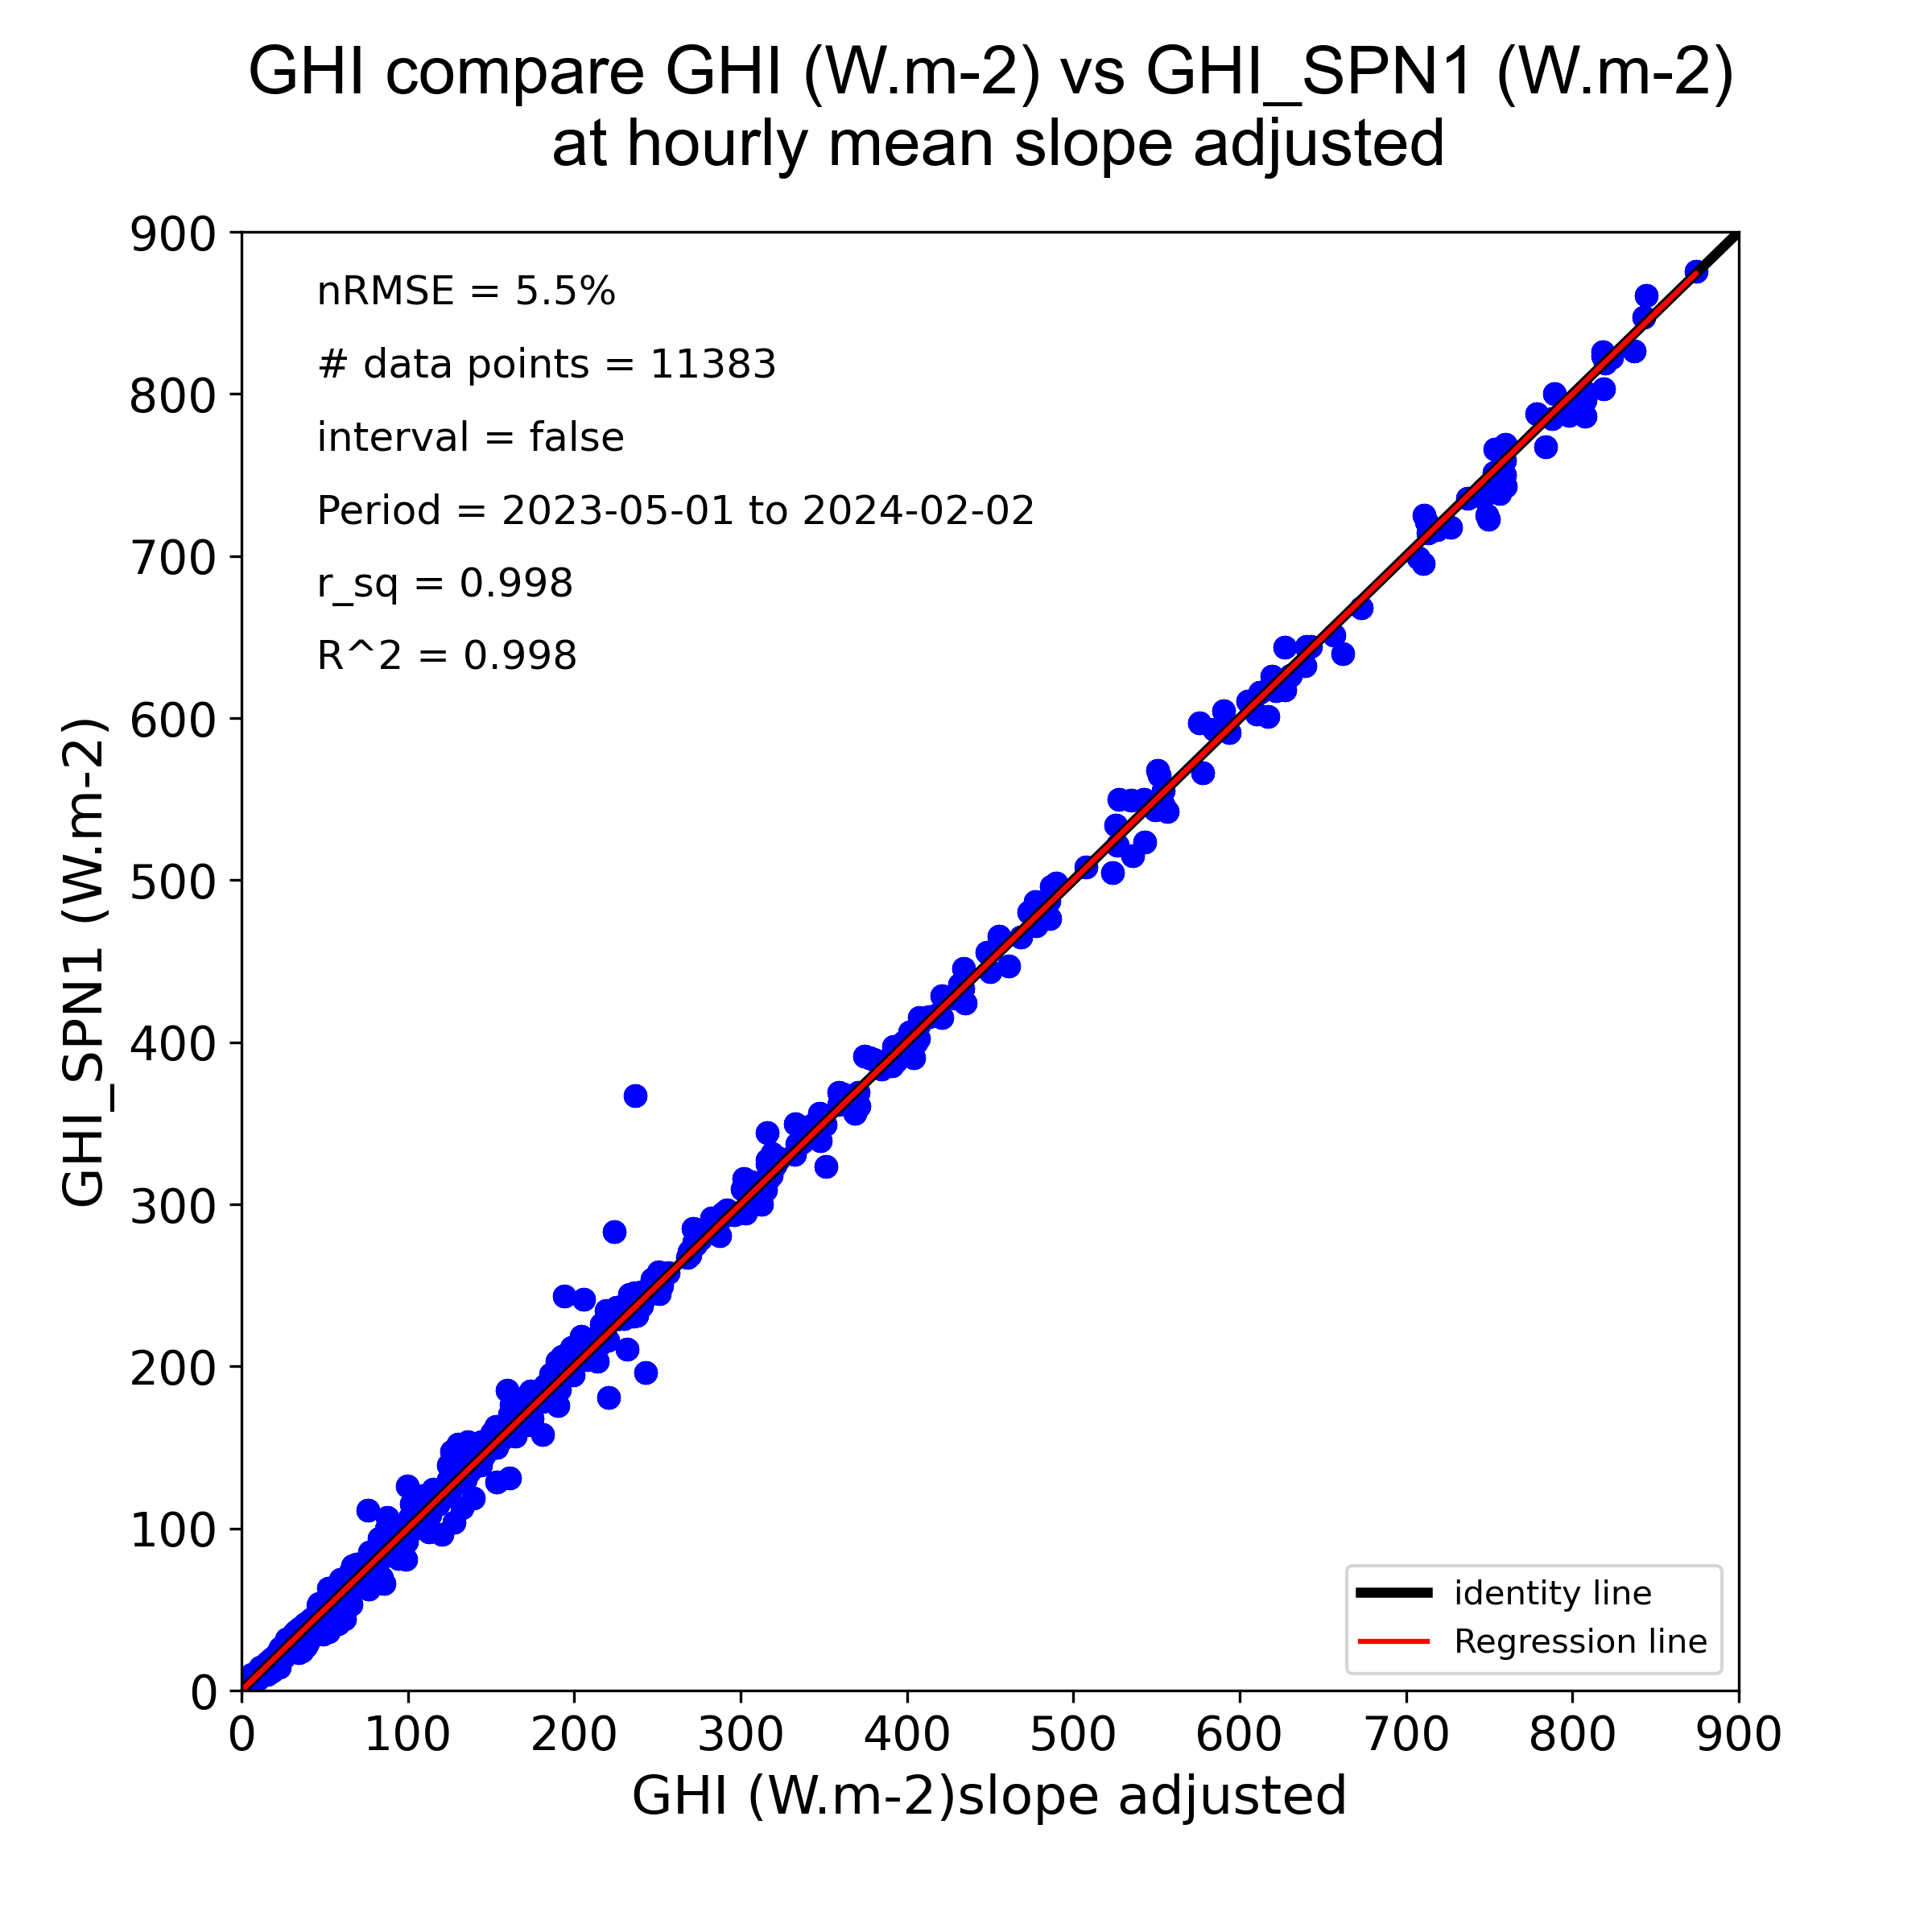 GHI compare GHI (W.m-2) vs GHI_SPN1 (W.m-2)
at hourly mean slope adjusted
900
800
700
600
500
400
300
200
100
0
GHI_SPN1 (W.m-2)
nRMSE = 5.5%
# data points = 11383
interval = false
Period = 2023-05-01 to 2024-02-02
r_sq = 0.998
R^2 = 0.998
identity line
Regression line
0 100 200 300 400 500 600 700 800 900
GHI (W.m-2)slope adjusted